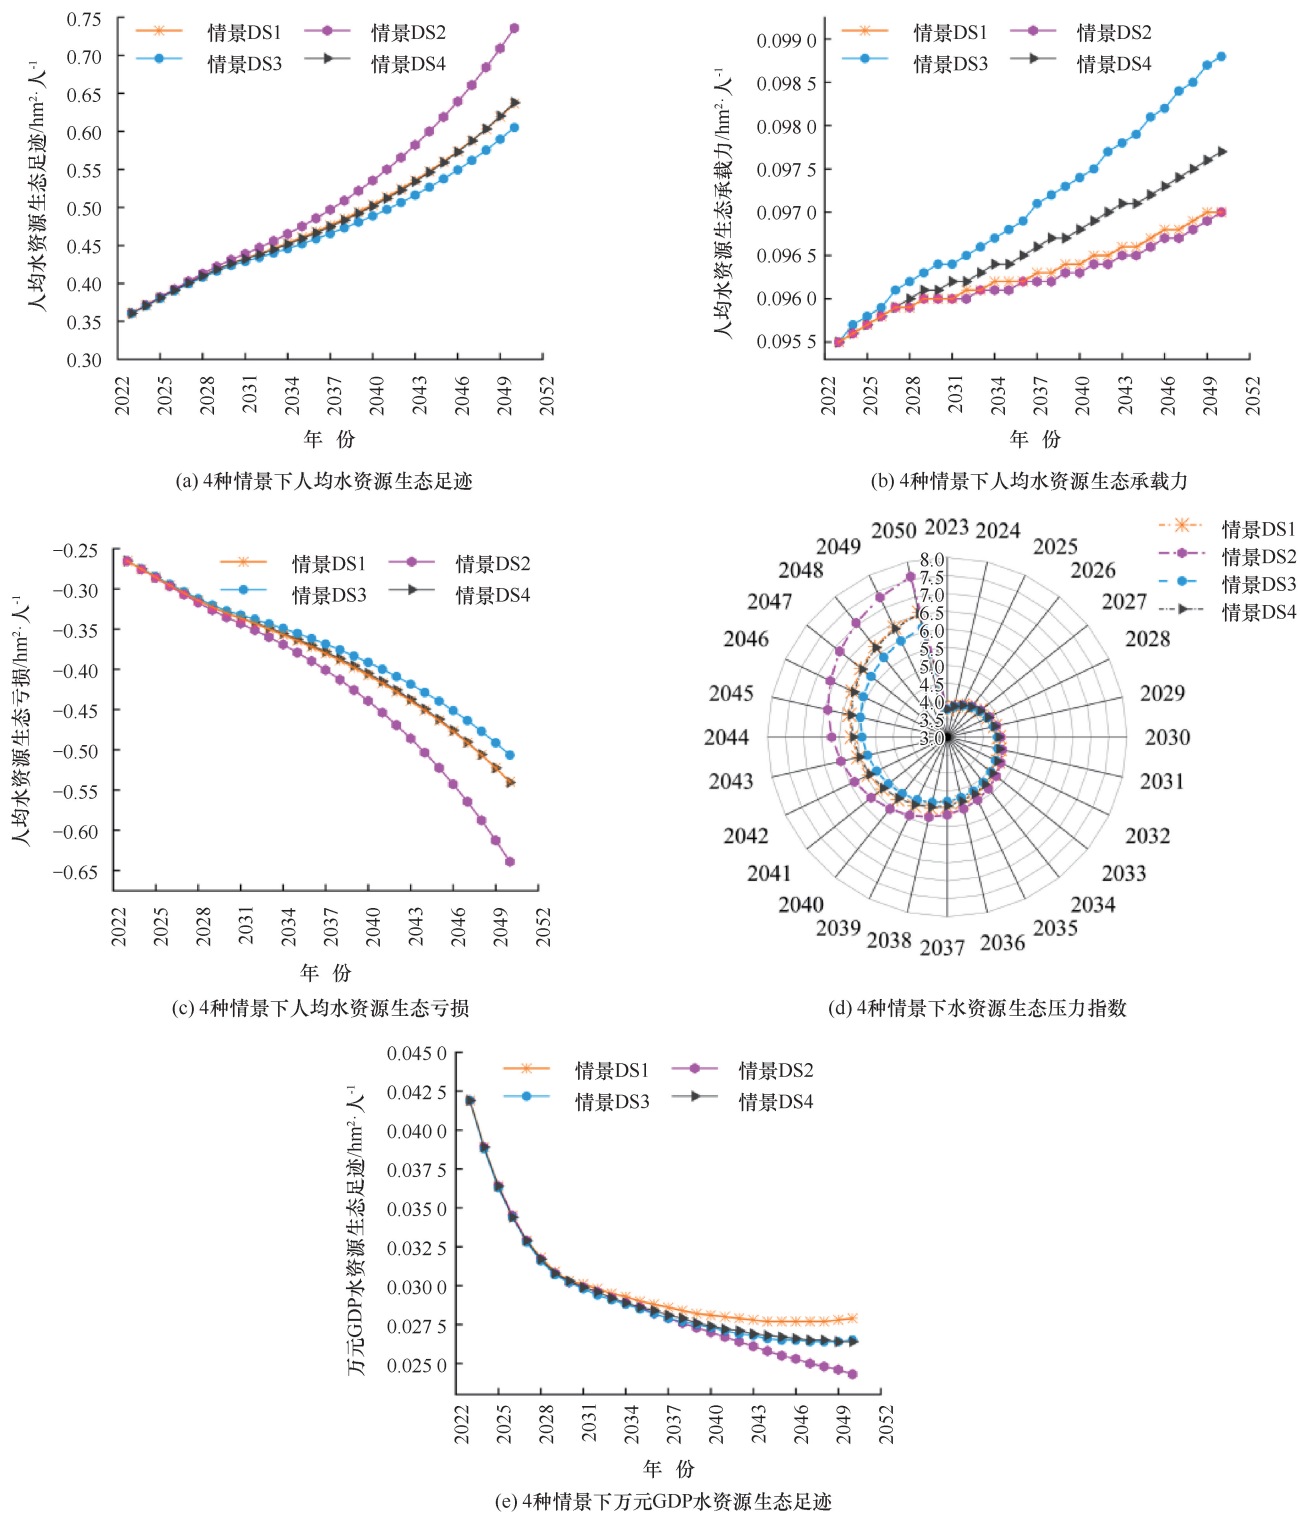 0.75
0.70
0.65
0.60
0.55
0.50
0.45
0.40
0.35
0.30
人均水资源生态足迹/hm²·人⁻¹
情景DS1 情景DS2
情景DS3 情景DS4
2022 2025 2028 2031 2034 2037 2040 2043 2046 2049 2052
年 份
(a) 4种情景下人均水资源生态足迹
0.099 0
0.098 5
0.098 0
0.097 5
0.097 0
0.096 5
0.096 0
0.095 5
人均水资源生态承载力/hm²·人⁻¹
情景DS1 情景DS2
情景DS3 情景DS4
2022 2025 2028 2031 2034 2037 2040 2043 2046 2049 2052
年 份
(b) 4种情景下人均水资源生态承载力
−0.25
−0.30
−0.35
−0.40
−0.45
−0.50
−0.55
−0.60
−0.65
人均水资源生态亏损/hm²·人⁻¹
情景DS1 情景DS2
情景DS3 情景DS4
2022 2025 2028 2031 2034 2037 2040 2043 2046 2049 2052
年 份
(c) 4种情景下人均水资源生态亏损
情景DS1
情景DS2
情景DS3
情景DS4
2023 2024 2025 2026 2027 2028 2029 2030 2031 2032 2033 2034 2035 2036 2037 2038 2039 2040 2041 2042 2043 2044 2045 2046 2047 2048 2049 2050
8.0
7.5
7.0
6.5
6.0
5.5
5.0
4.5
4.0
3.5
3.0
(d) 4种情景下水资源生态压力指数
0.045 0
0.042 5
0.040 0
0.037 5
0.035 0
0.032 5
0.030 0
0.027 5
0.025 0
万元GDP水资源生态足迹/hm²·人⁻¹
情景DS1 情景DS2
情景DS3 情景DS4
2022 2025 2028 2031 2034 2037 2040 2043 2046 2049 2052
年 份
(e) 4种情景下万元GDP水资源生态足迹